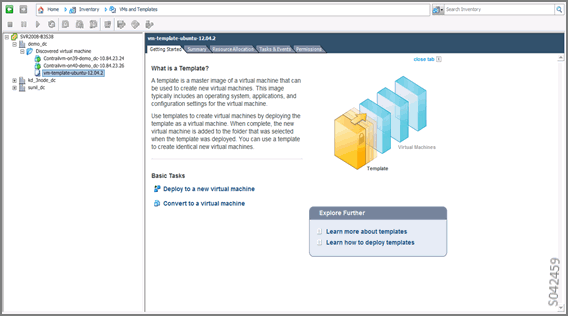 Home
Inventory
VMs and Templates
Search Inventory
SVR2008-B3S38
demo_dc
Discovered virtual machine
Contrailvm-on39-demo_dc-10.84.23.24
Contrailvm-on40-demo_dc-10.84.23.26
vm-template-ubuntu-12.04.2
kd_3node_dc
sunil_dc
vm-template-ubuntu-12.04.2
Getting Started
Summary
Resource Allocation
Tasks & Events
Permissions
close tab
What is a Template?
A template is a master image of a virtual machine that can
be used to create new virtual machines. This image
typically includes an operating system, applications, and
configuration settings for the virtual machine.
Use templates to create virtual machines by deploying the
template as a virtual machine. When complete, the new
virtual machine is added to the folder that was selected
when the template was deployed. You can use a template
to create identical new virtual machines.
Virtual Machines
Template
Basic Tasks
Deploy to a new virtual machine
Convert to a virtual machine
Explore Further
Learn more about templates
Learn how to deploy templates
S042459